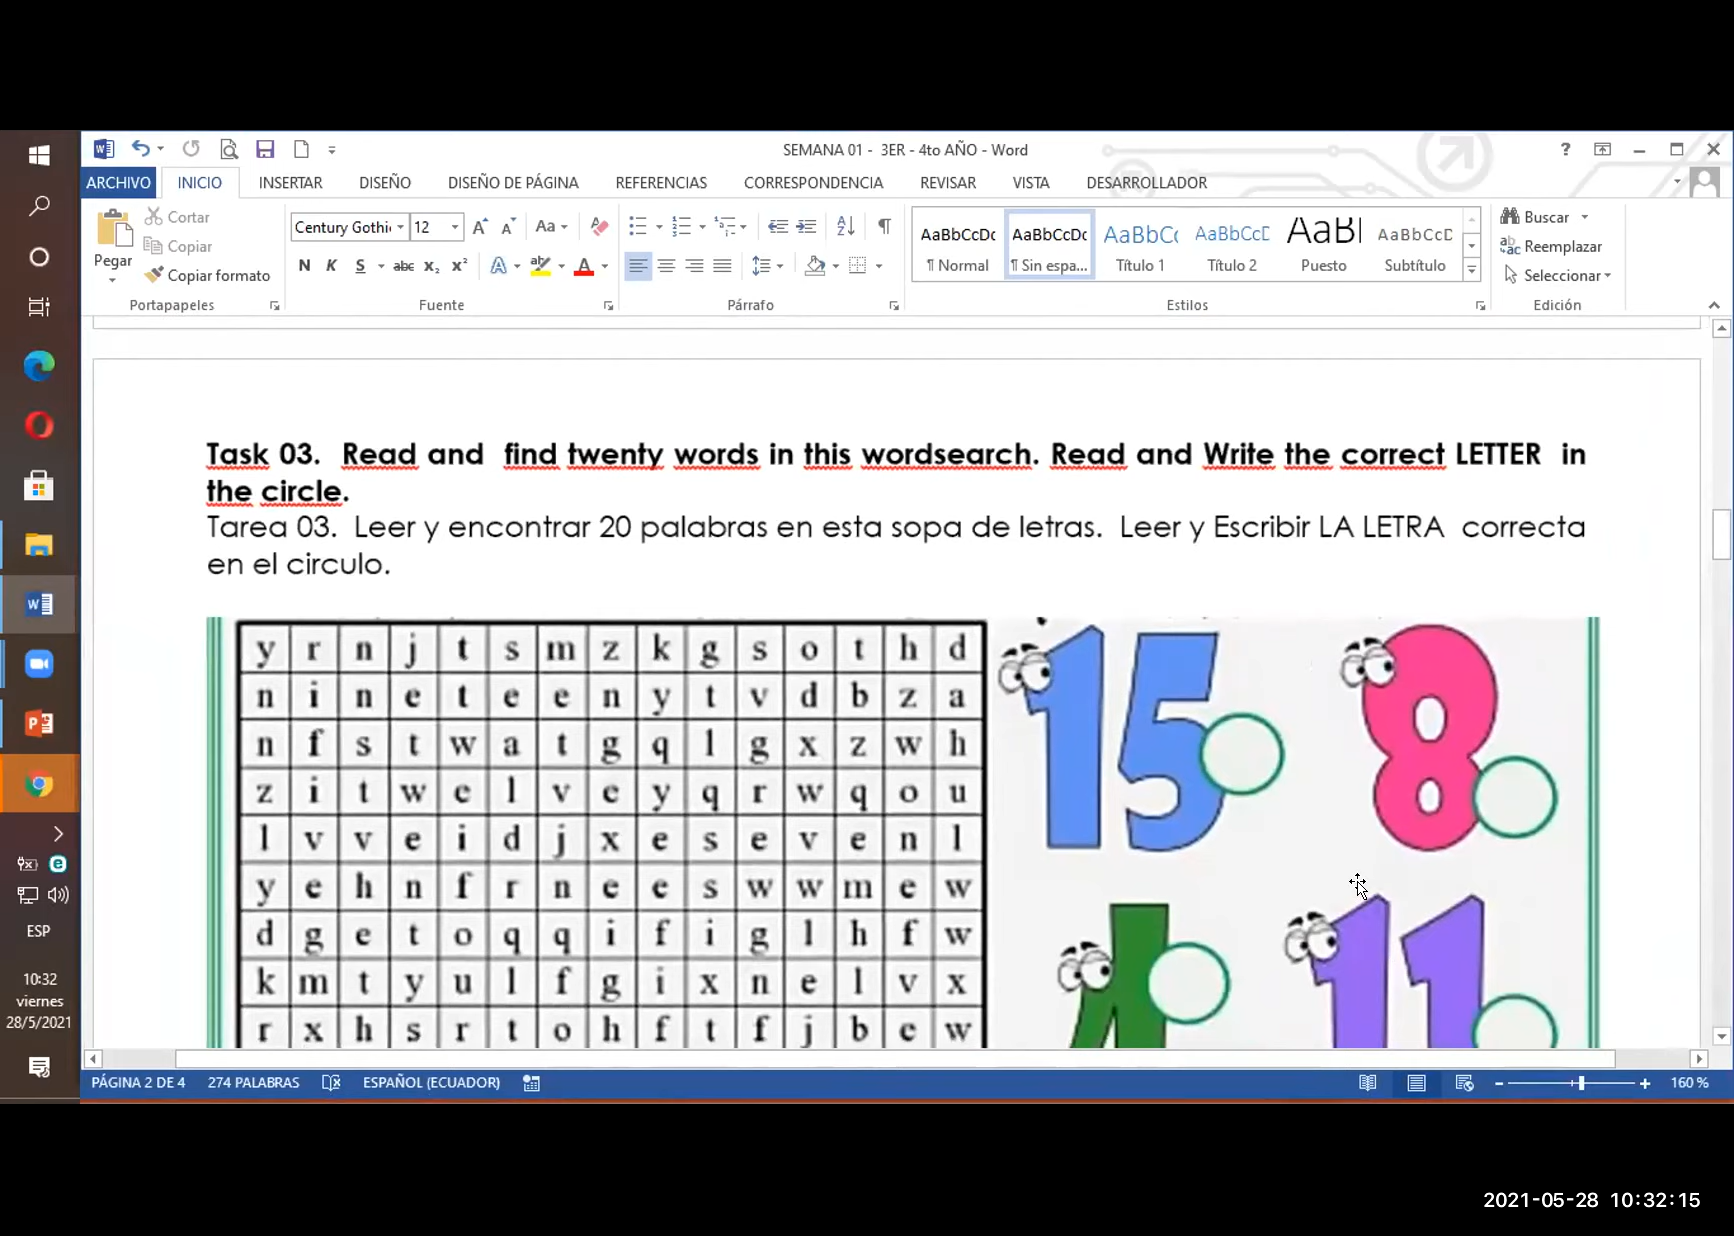 SEMANA 01 - 3ER - 4to AÑO - Word
ARCHIVO INICIO INSERTAR DISEÑO DISEÑO DE PÁGINA REFERENCIAS CORRESPONDENCIA REVISAR VISTA DESARROLLADOR
Pegar
Cortar
Copiar
Copiar formato
Portapapeles
Century Gothi 12
Aa
N K S abc x₂ x² A ab A
Fuente
Párrafo
AaBbCcDc AaBbCcDc AaBbC( AaBbCcD AaBl AaBbCcD
¶ Normal ¶ Sin espa... Título 1 Título 2 Puesto Subtítulo
Estilos
Buscar
Reemplazar
Seleccionar
Edición
Task 03. Read and find twenty words in this wordsearch. Read and Write the correct LETTER in
the circle.
Tarea 03. Leer y encontrar 20 palabras en esta sopa de letras. Leer y Escribir LA LETRA correcta
en el circulo.
y r n j t s m z k g s o t h d
n i n e t e e n y t v d b z a
n f s t w a t g q l g x z w h
z i t w e l v e y q r w q o u
l v v e i d j x e s e v e n l
y e h n f r n e e s w w m e w
d g e t o q q i f i g l h f w
k m t y u l f g i x n e l v x
r x h s r t o h f t f j b e w
15 8
11
ESP
10:32
viernes
28/5/2021
PÁGINA 2 DE 4 274 PALABRAS ESPAÑOL (ECUADOR) 160 %
2021-05-28 10:32:15